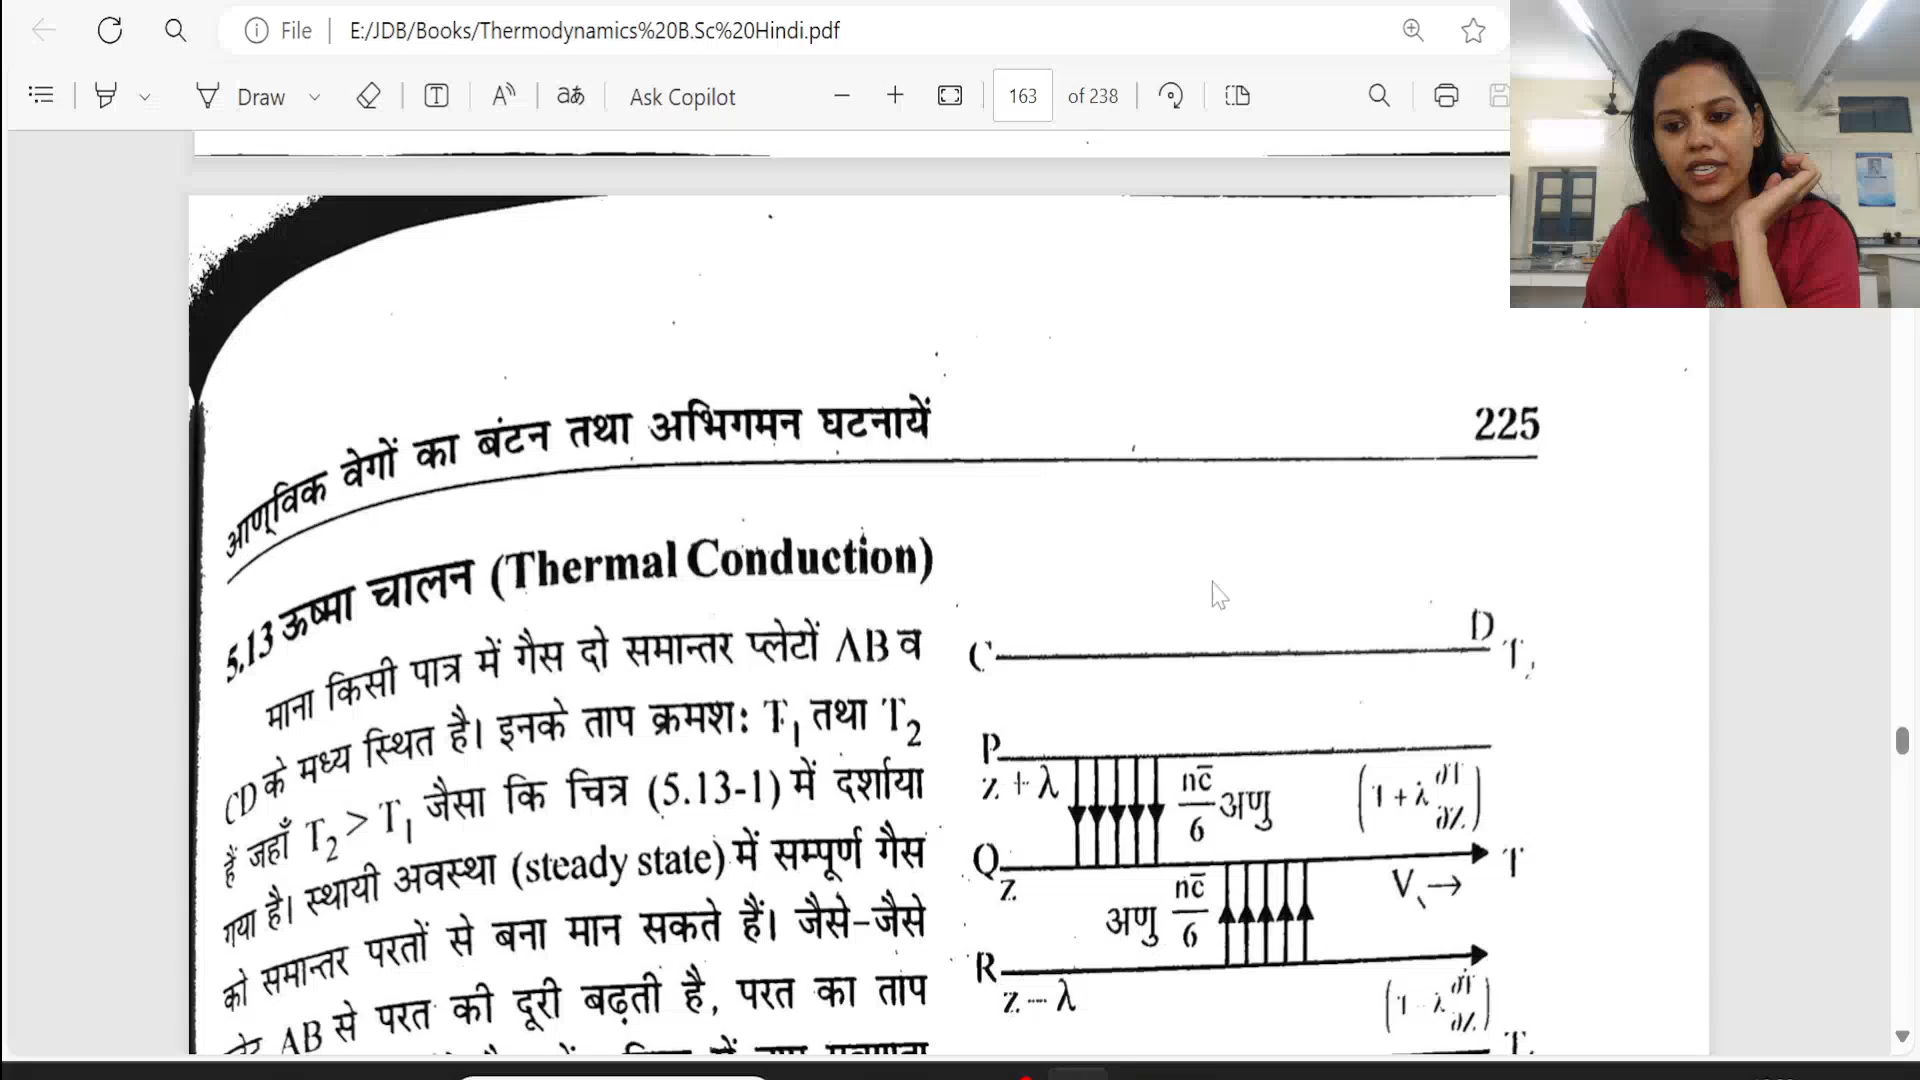 File | E:/JDB/Books/Thermodynamics%20B.Sc%20Hindi.pdf
Draw aあ Ask Copilot 163 of 238
आण्विक वेगों का बंटन तथा अभिगमन घटनायें 225
5.13 ऊष्मा चालन (Thermal Conduction)
माना किसी पात्र में गैस दो समान्तर प्लेटों AB व
CD के मध्य स्थित है। इनके ताप क्रमश: T₁ तथा T₂
हैं जहाँ T₂ > T₁ जैसा कि चित्र (5.13-1) में दर्शाया
गया है। स्थायी अवस्था (steady state) में सम्पूर्ण गैस
को समान्तर परतों से बना मान सकते हैं। जैसे-जैसे
AB से परत की दूरी बढ़ती है, परत का ताप
C D
P
z + λ nc̄/6 अणु (T + λ ∂T/∂z)
Q T
z अणु nc̄/6 V →
R
z – λ (T – λ ∂T/∂z)